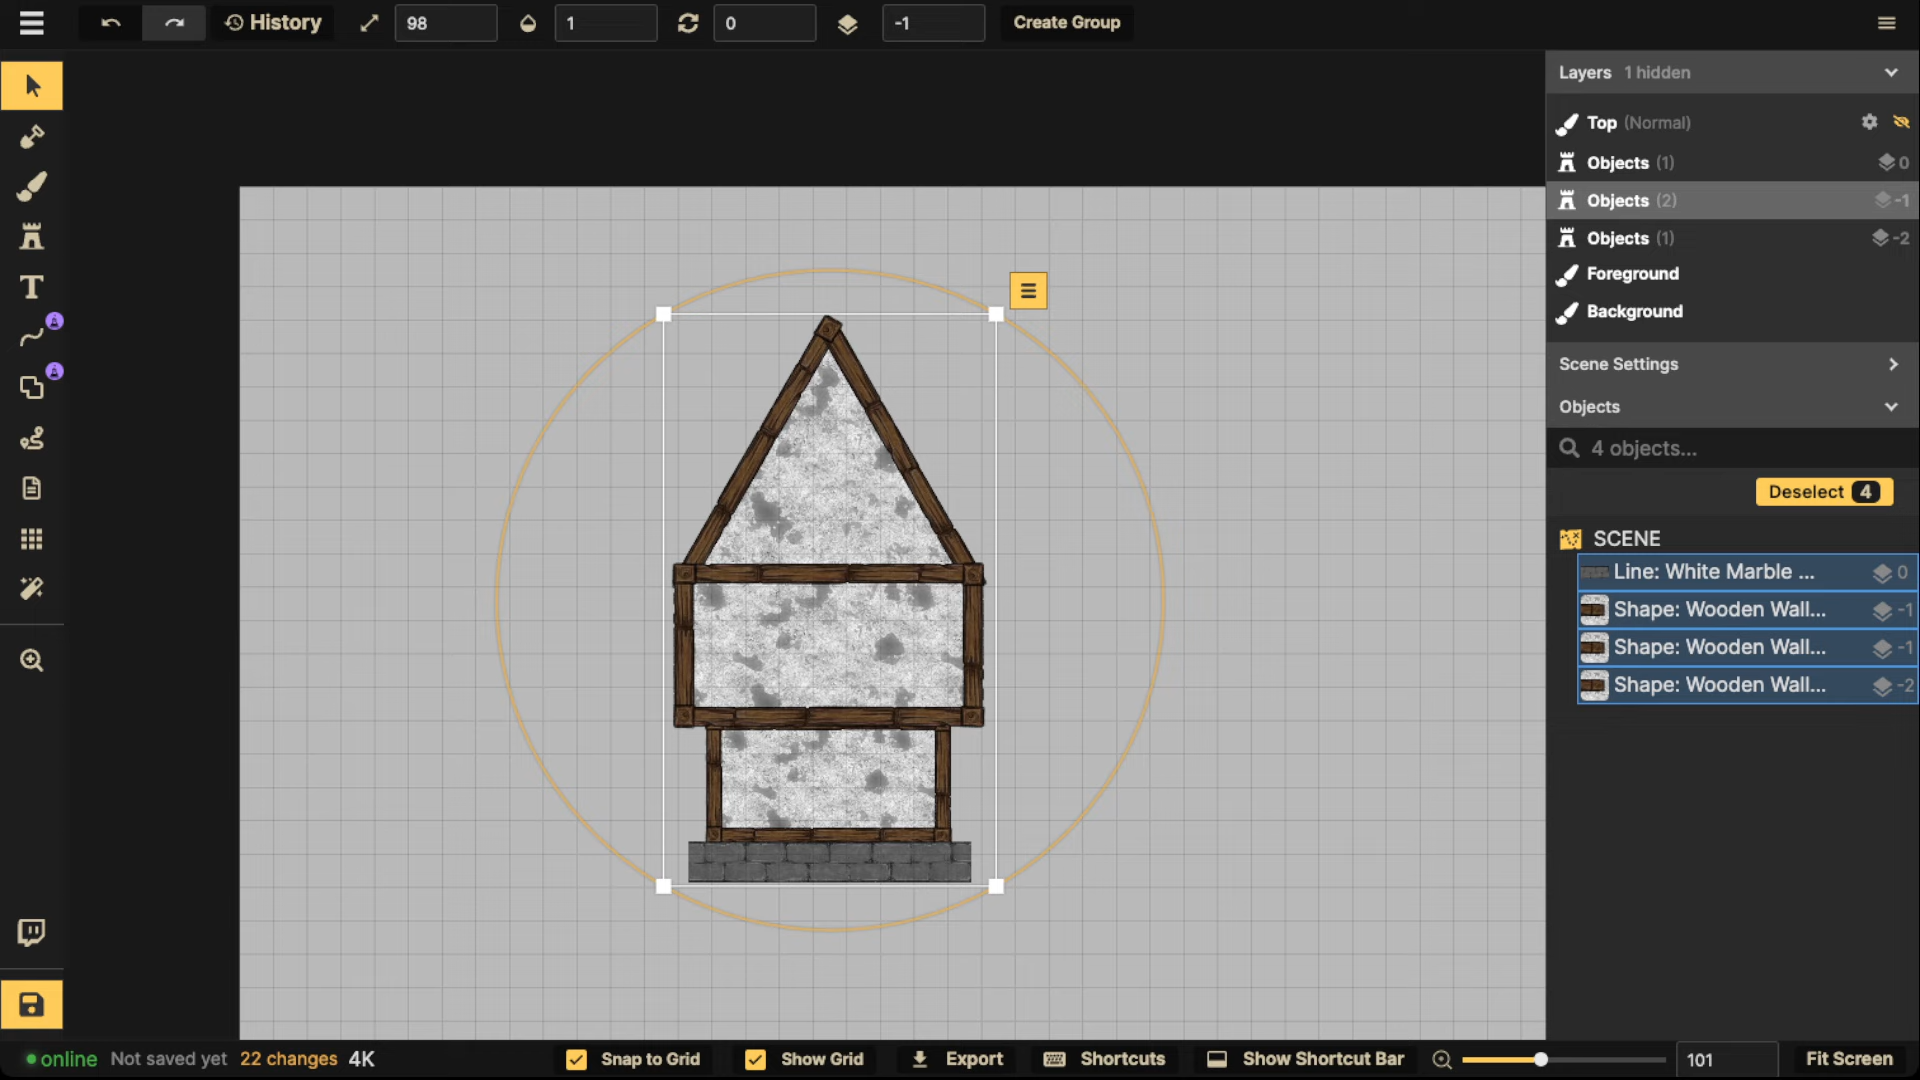 History
98
1
0
-1
Create Group
Layers 1 hidden
Top (Normal)
Objects (1) 0
Objects (2) -1
Objects (1) -2
Foreground
Background
Scene Settings
Objects
4 objects...
Deselect 4
SCENE
Line: White Marble ... 0
Shape: Wooden Wall... -1
Shape: Wooden Wall... -1
Shape: Wooden Wall... -2
T
online Not saved yet 22 changes 4K
Snap to Grid
Show Grid
Export
Shortcuts
Show Shortcut Bar
101
Fit Screen